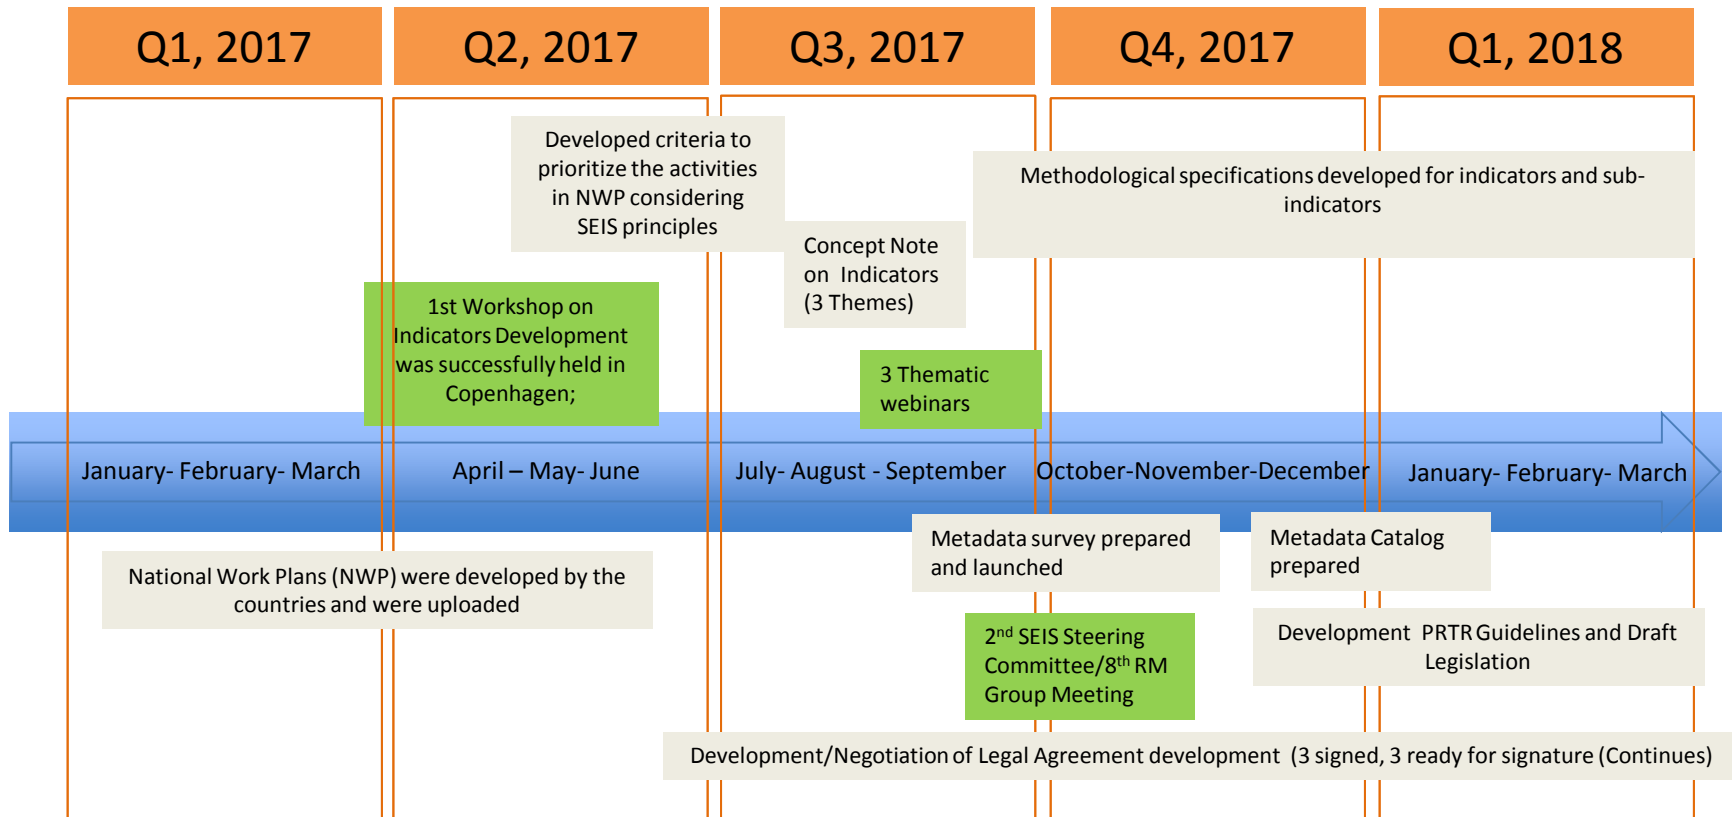 Q1, 2017
Q2, 2017
Q3, 2017
Q4, 2017
Q1, 2018
Developed criteria to
prioritize the activities
in NWP considering
SEIS principles
Methodological specifications developed for indicators and sub-
indicators
Concept Note
on Indicators
(3 Themes)
1st Workshop on
Indicators Development
was successfully held in
Copenhagen;
3 Thematic
webinars
January- February- March
April – May- June
July- August - September
October-November-December
January- February- March
National Work Plans (NWP) were developed by the
countries and were uploaded
Metadata survey prepared
and launched
Metadata Catalog
prepared
2nd SEIS Steering
Committee/8th RM
Group Meeting
Development PRTR Guidelines and Draft
Legislation
Development/Negotiation of Legal Agreement development (3 signed, 3 ready for signature (Continues)